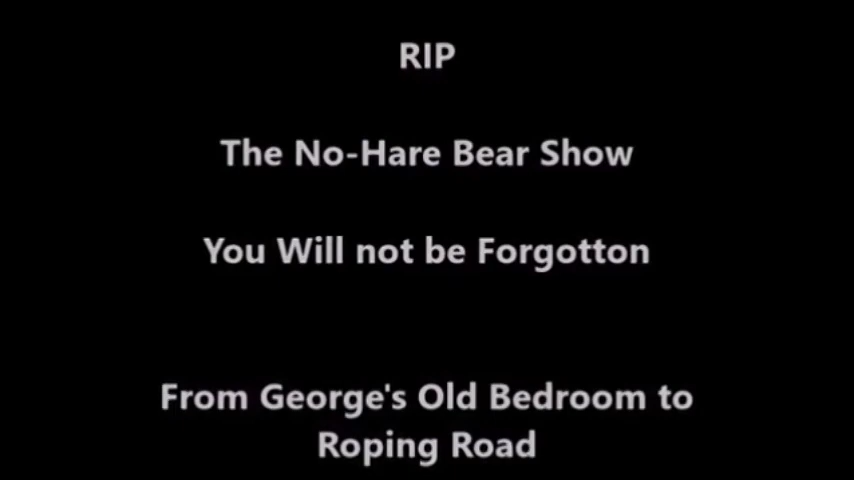 RIP
The No-Hare Bear Show
You Will not be Forgotton
From George's Old Bedroom to
Roping Road